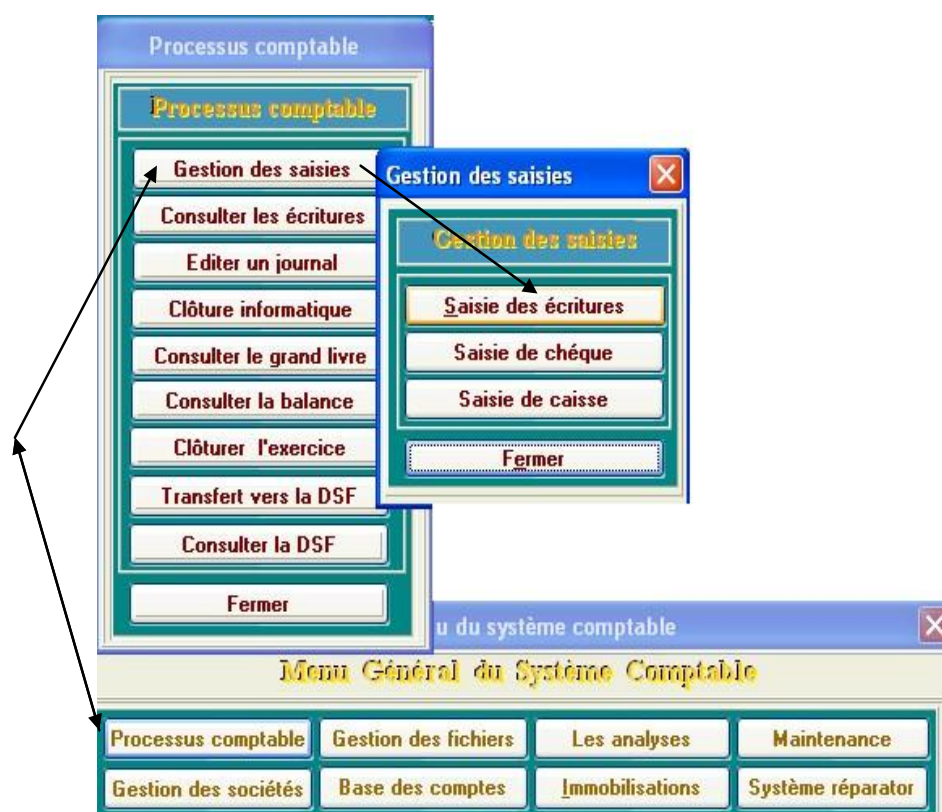 Processus comptable
Processus comptable
Gestion des saisies
Consulter les écritures
Editer un journal
Clôture informatique
Consulter le grand livre
Consulter la balance
Clôturer l'exercice
Transfert vers la DSF
Consulter la DSF
Fermer
Gestion des saisies
Gestion des saisies
Saisie des écritures
Saisie de chéque
Saisie de caisse
Fermer
u du système comptable
Menu Général du Système Comptable
Processus comptable Gestion des fichiers Les analyses Maintenance
Gestion des sociétés Base des comptes Immobilisations Système réparator